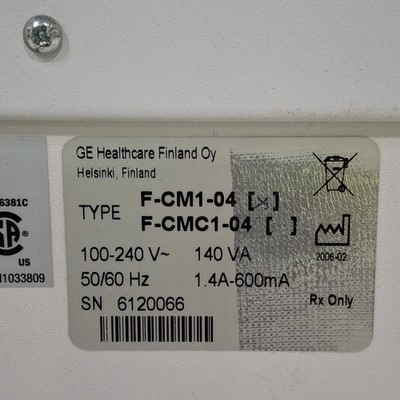 GE Healthcare Finland Oy
Helsinki, Finland
TYPE F-CM1-04 [x]
F-CMC1-04 [ ]
100-240 V~ 140 VA
50/60 Hz 1.4A-600mA
2006-02
SN 6120066
Rx Only
6381C
US
1033809